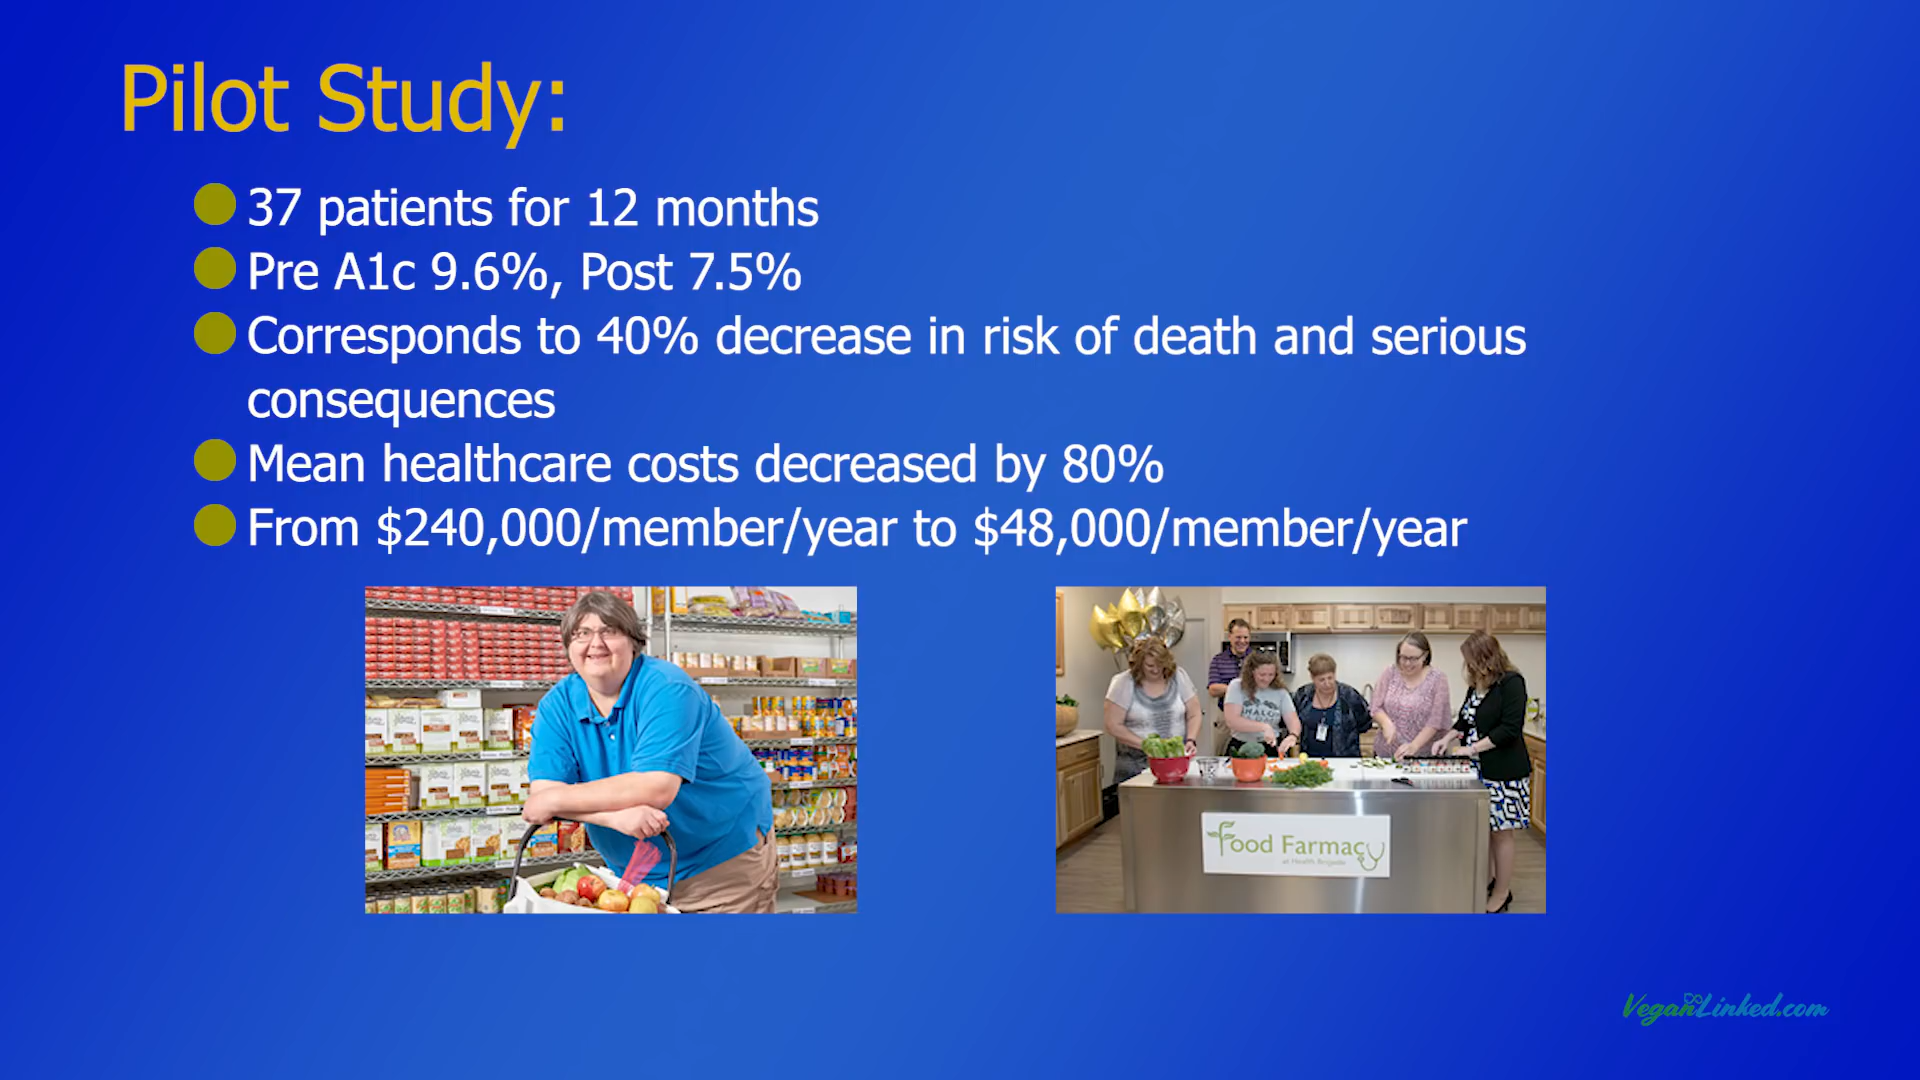 Pilot Study:
37 patients for 12 months
Pre A1c 9.6%, Post 7.5%
Corresponds to 40% decrease in risk of death and serious
consequences
Mean healthcare costs decreased by 80%
From $240,000/member/year to $48,000/member/year
Food Farmacy
VeganLinked.com